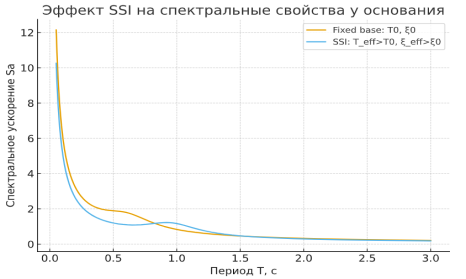 Эффект SSI на спектральные свойства у основания
Fixed base: T0, ξ0
SSI: T_eff>T0, ξ_eff>ξ0
Спектральное ускорение Sa
12
10
8
6
4
2
0
0.0 0.5 1.0 1.5 2.0 2.5 3.0
Период T, с